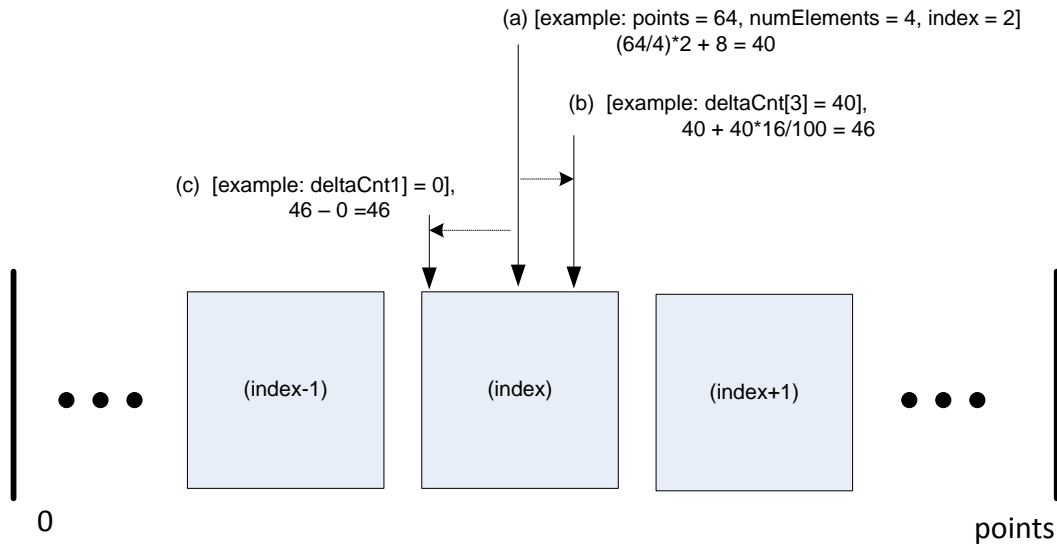 (a) [example: points = 64, numElements = 4, index = 2]
(64/4)*2 + 8 = 40
(b) [example: deltaCnt[3] = 40],
40 + 40*16/100 = 46
(c) [example: deltaCnt1] = 0],
46 – 0 =46
(index-1)
(index)
(index+1)
0
points